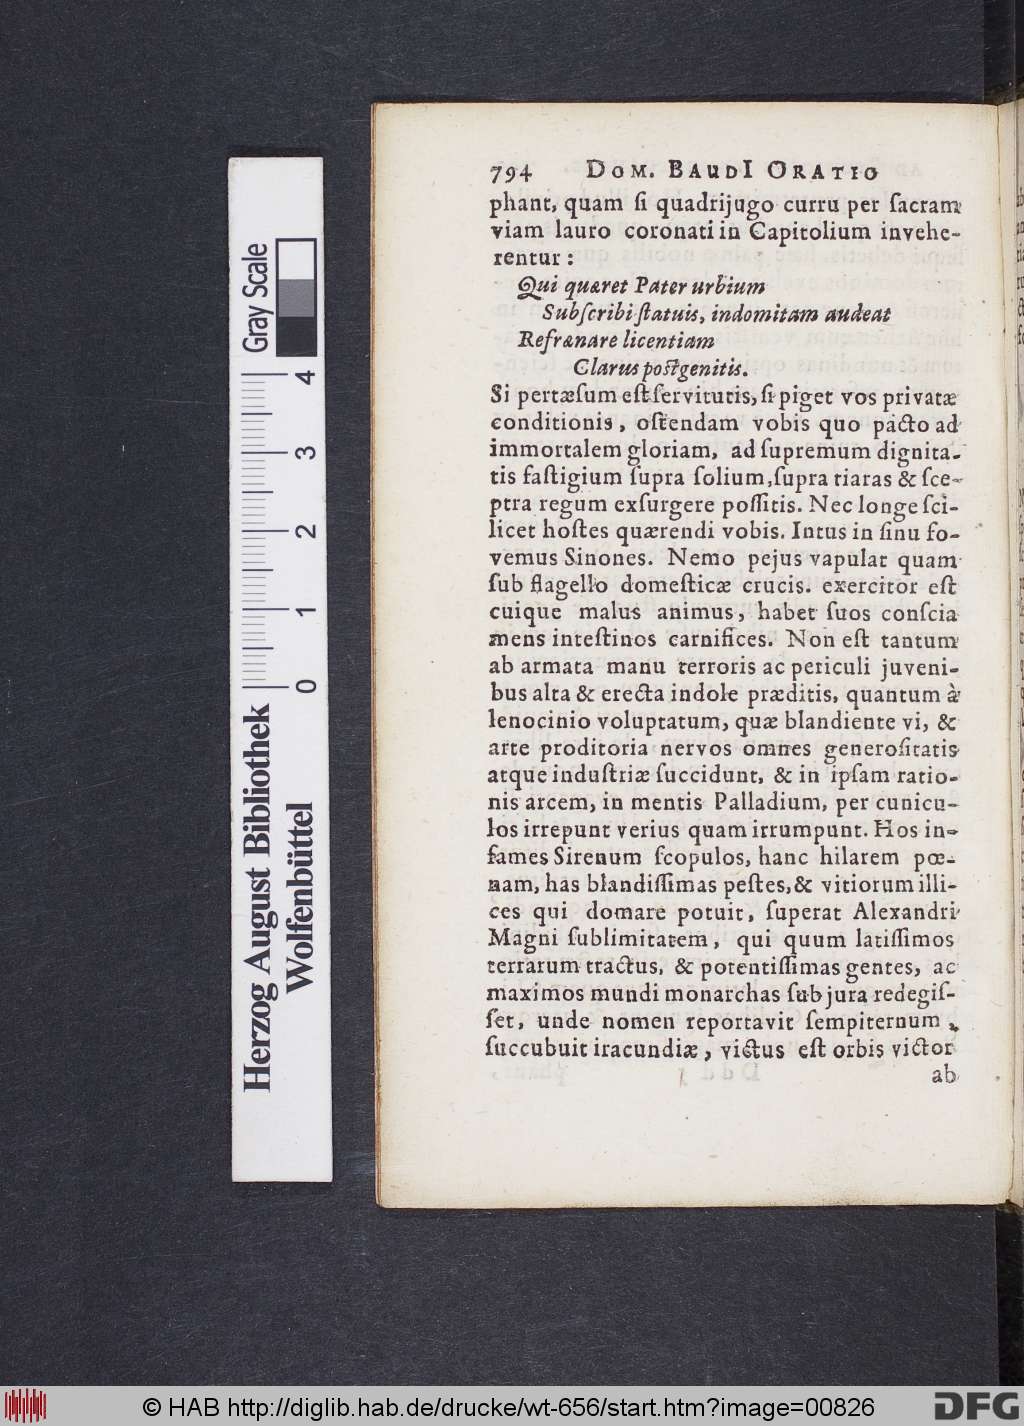 794 DOM. BAUDI ORATIO
phant, quam ſi quadrijugo curru per ſacram
viam lauro coronati in Capitolium invehe-
rentur :
Qui quæret Pater urbium
Subſcribi ſtatuis, indomitam audeat
Refrænare licentiam
Clarus poſtgenitis.
Si pertæſum eſt ſervitutis, ſi piget vos privatæ
conditionis, oſtendam vobis quo pacto ad
immortalem gloriam, ad ſupremum dignita-
tis faſtigium ſupra ſolium, ſupra tiaras & ſce-
ptra regum exſurgere poſſitis. Nec longe ſci-
licet hoſtes quærendi vobis. Intus in ſinu fo-
vemus Sinones. Nemo pejus vapulat quam
ſub flagello domeſticæ crucis. exercitor eſt
cuique malus animus, habet ſuos conſcia
mens inteſtinos carnifices. Non eſt tantum
ab armata manu terroris ac periculi juveni-
bus alta & erecta indole præditis, quantum à
lenocinio voluptatum, quæ blandiente vi, &
arte proditoria nervos omnes generoſitatis
atque induſtriæ ſuccidunt, & in ipſam ratio-
nis arcem, in mentis Palladium, per cunicu-
los irrepunt verius quam irrumpunt. Hos in-
fames Sirenum ſcopulos, hanc hilarem pœ-
nam, has blandiſſimas peſtes, & vitiorum illi-
ces qui domare potuit, ſuperat Alexandri
Magni ſublimitatem, qui quum latiſſimos
terrarum tractus, & potentiſſimas gentes, ac
maximos mundi monarchas ſub jura redegiſ-
ſet, unde nomen reportavit ſempiternum,
ſuccubuit iracundiæ, victus eſt orbis victor
ab
Gray Scale
4
3
2
1
0
Herzog August Bibliothek
Wolfenbüttel
© HAB http://diglib.hab.de/drucke/wt-656/start.htm?image=00826
DFG